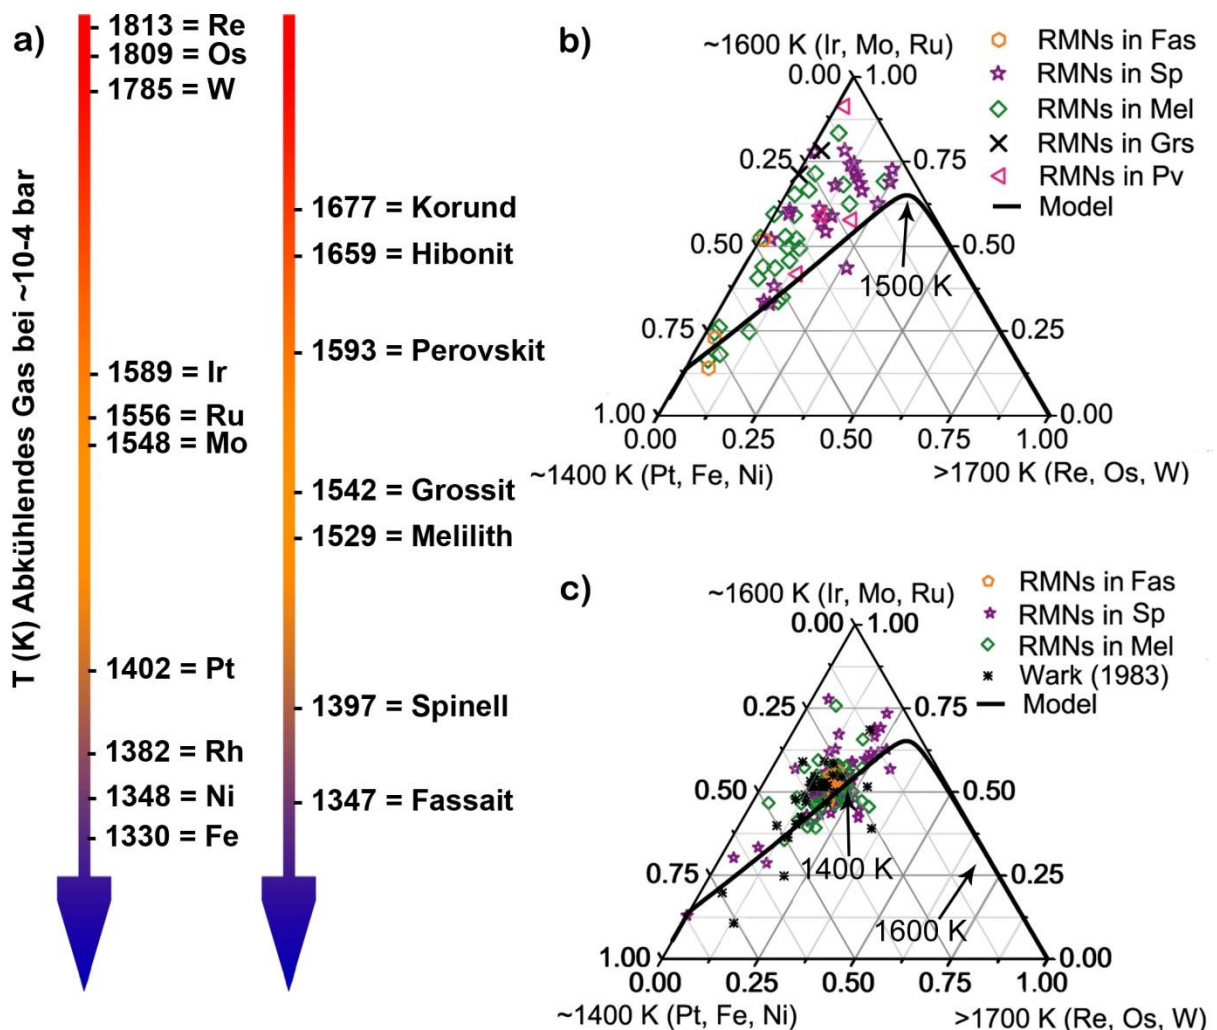 a)
T (K) Abkühlendes Gas bei ~10-4 bar
1813 = Re
1809 = Os
1785 = W
1589 = Ir
1556 = Ru
1548 = Mo
1402 = Pt
1382 = Rh
1348 = Ni
1330 = Fe
1677 = Korund
1659 = Hibonit
1593 = Perovskit
1542 = Grossit
1529 = Melilith
1397 = Spinell
1347 = Fassait
b)
~1600 K (Ir, Mo, Ru)
0.00 1.00
0.25 0.75
0.50 0.50
0.75 0.25
1.00 0.00
0.00 0.25 0.50 0.75 1.00
~1400 K (Pt, Fe, Ni) >1700 K (Re, Os, W)
1500 K
RMNs in Fas
RMNs in Sp
RMNs in Mel
RMNs in Grs
RMNs in Pv
Model
c)
~1600 K (Ir, Mo, Ru)
0.00 1.00
0.25 0.75
0.50 0.50
0.75 0.25
1.00 0.00
0.00 0.25 0.50 0.75 1.00
~1400 K (Pt, Fe, Ni) >1700 K (Re, Os, W)
1400 K
1600 K
RMNs in Fas
RMNs in Sp
RMNs in Mel
Wark (1983)
Model